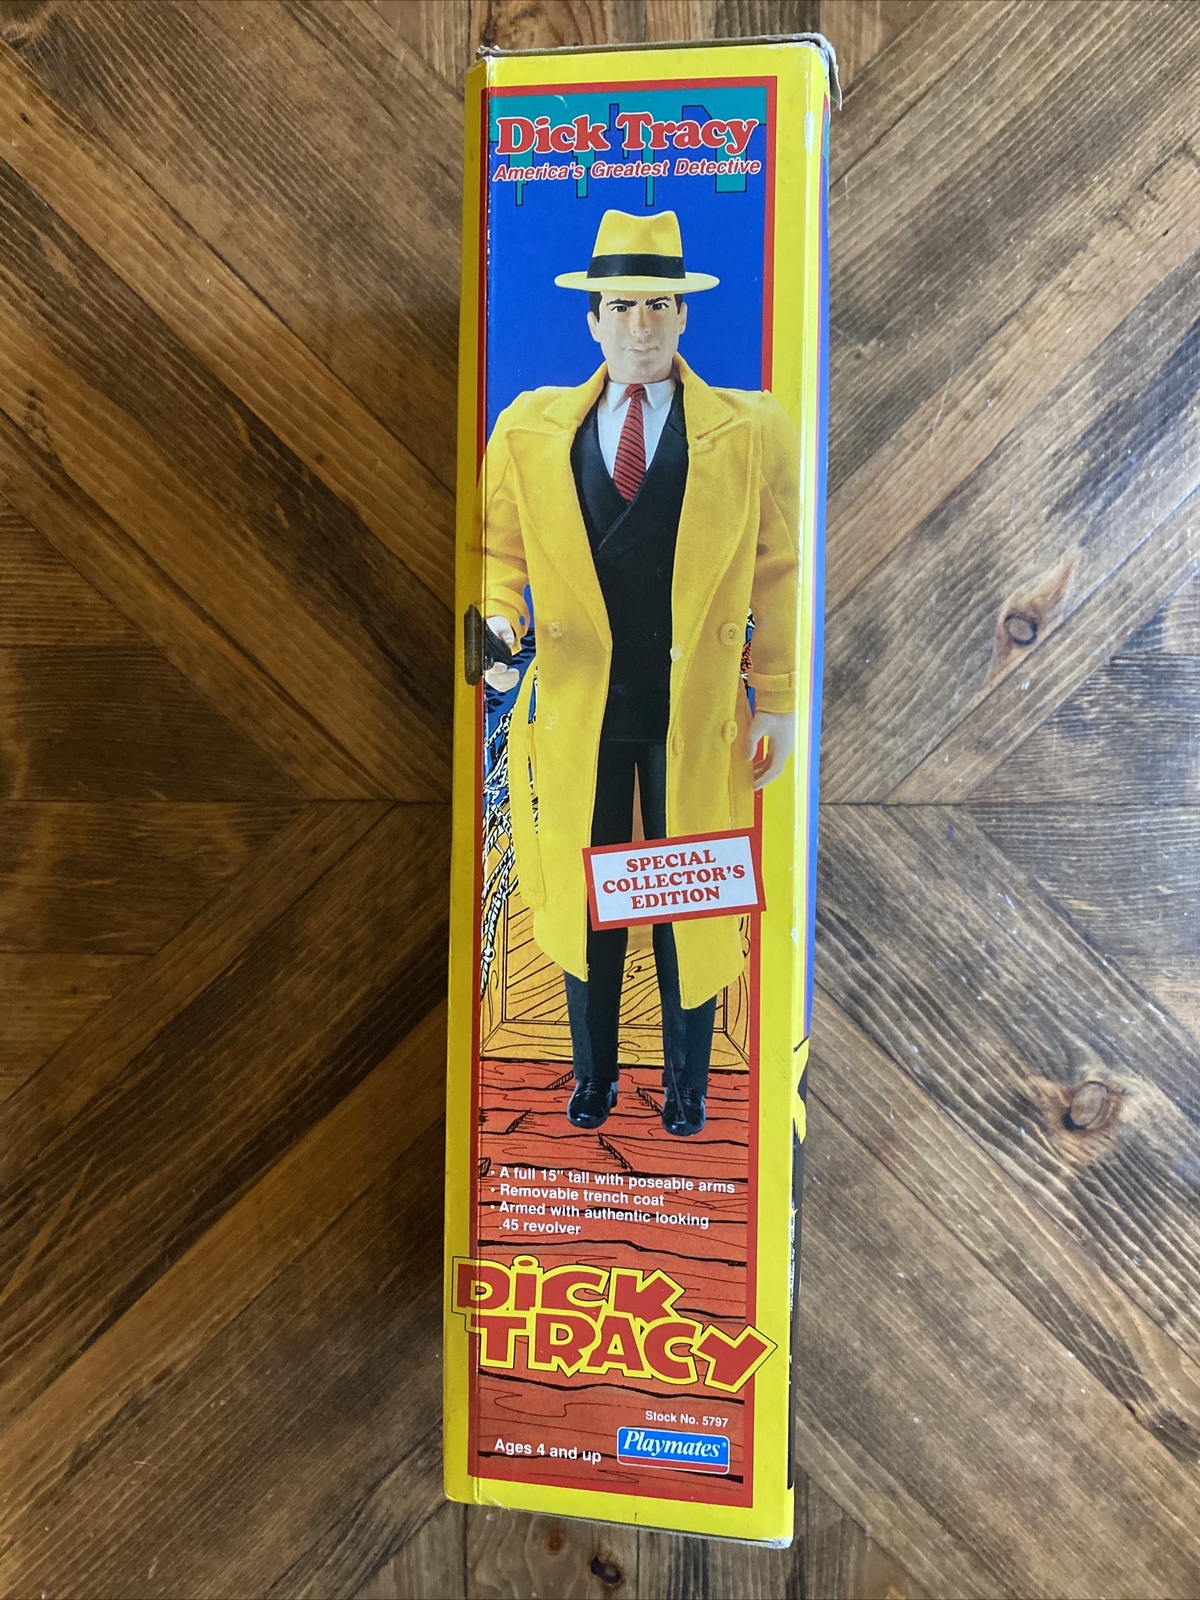 Dick Tracy
America's Greatest Detective
SPECIAL
COLLECTOR'S
EDITION
• A full 15" tall with poseable arms
• Removable trench coat
• Armed with authentic looking
.45 revolver
DiCK
TRACY
Stock No. 5797
Ages 4 and up
Playmates®